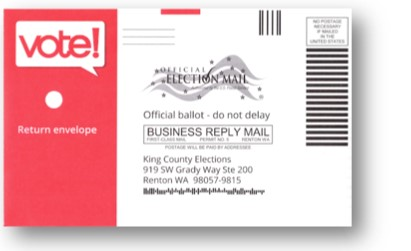 vote!
Return envelope
NO POSTAGE
NECESSARY
IF MAILED
IN THE
UNITED STATES
OFFICIAL
ELECTION MAIL
Official ballot - do not delay
BUSINESS REPLY MAIL
FIRST-CLASS MAIL PERMIT NO. 5 RENTON WA
POSTAGE WILL BE PAID BY ADDRESSEE
King County Elections
919 SW Grady Way Ste 200
Renton WA 98057-9815